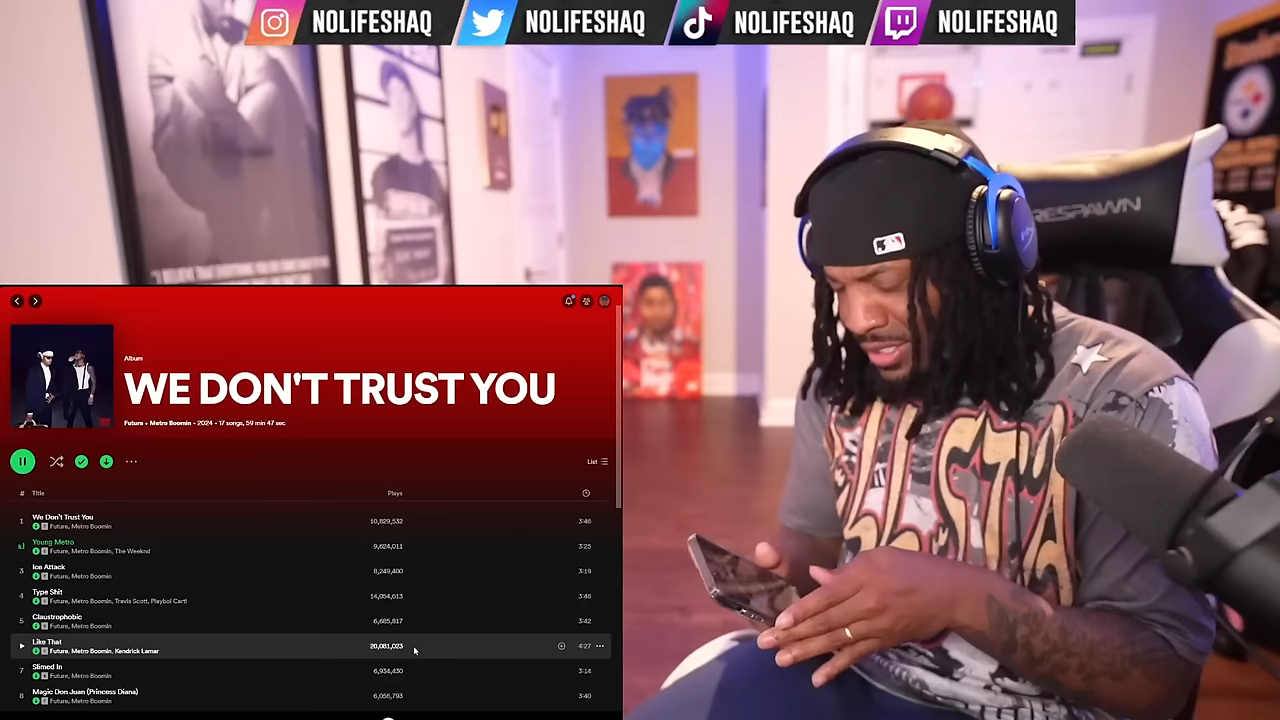 NOLIFESHAQ
NOLIFESHAQ
NOLIFESHAQ
NOLIFESHAQ
RESPAWN
Album
WE DON'T TRUST YOU
Future • Metro Boomin • 2024 • 17 songs, 59 min 47 sec
List
# Title Plays
1 We Don't Trust You 10,829,532 3:46
Future, Metro Boomin
Young Metro 9,624,011 3:25
Future, Metro Boomin, The Weeknd
3 Ice Attack 8,249,400 3:19
Future, Metro Boomin
4 Type Shit 14,054,613 3:48
Future, Metro Boomin, Travis Scott, Playboi Carti
5 Claustrophobic 6,685,817 3:42
Future, Metro Boomin
Like That 20,081,023 4:27
Future, Metro Boomin, Kendrick Lamar
7 Slimed In 6,934,430 3:14
Future, Metro Boomin
8 Magic Don Juan (Princess Diana) 6,056,793 3:40
Future, Metro Boomin